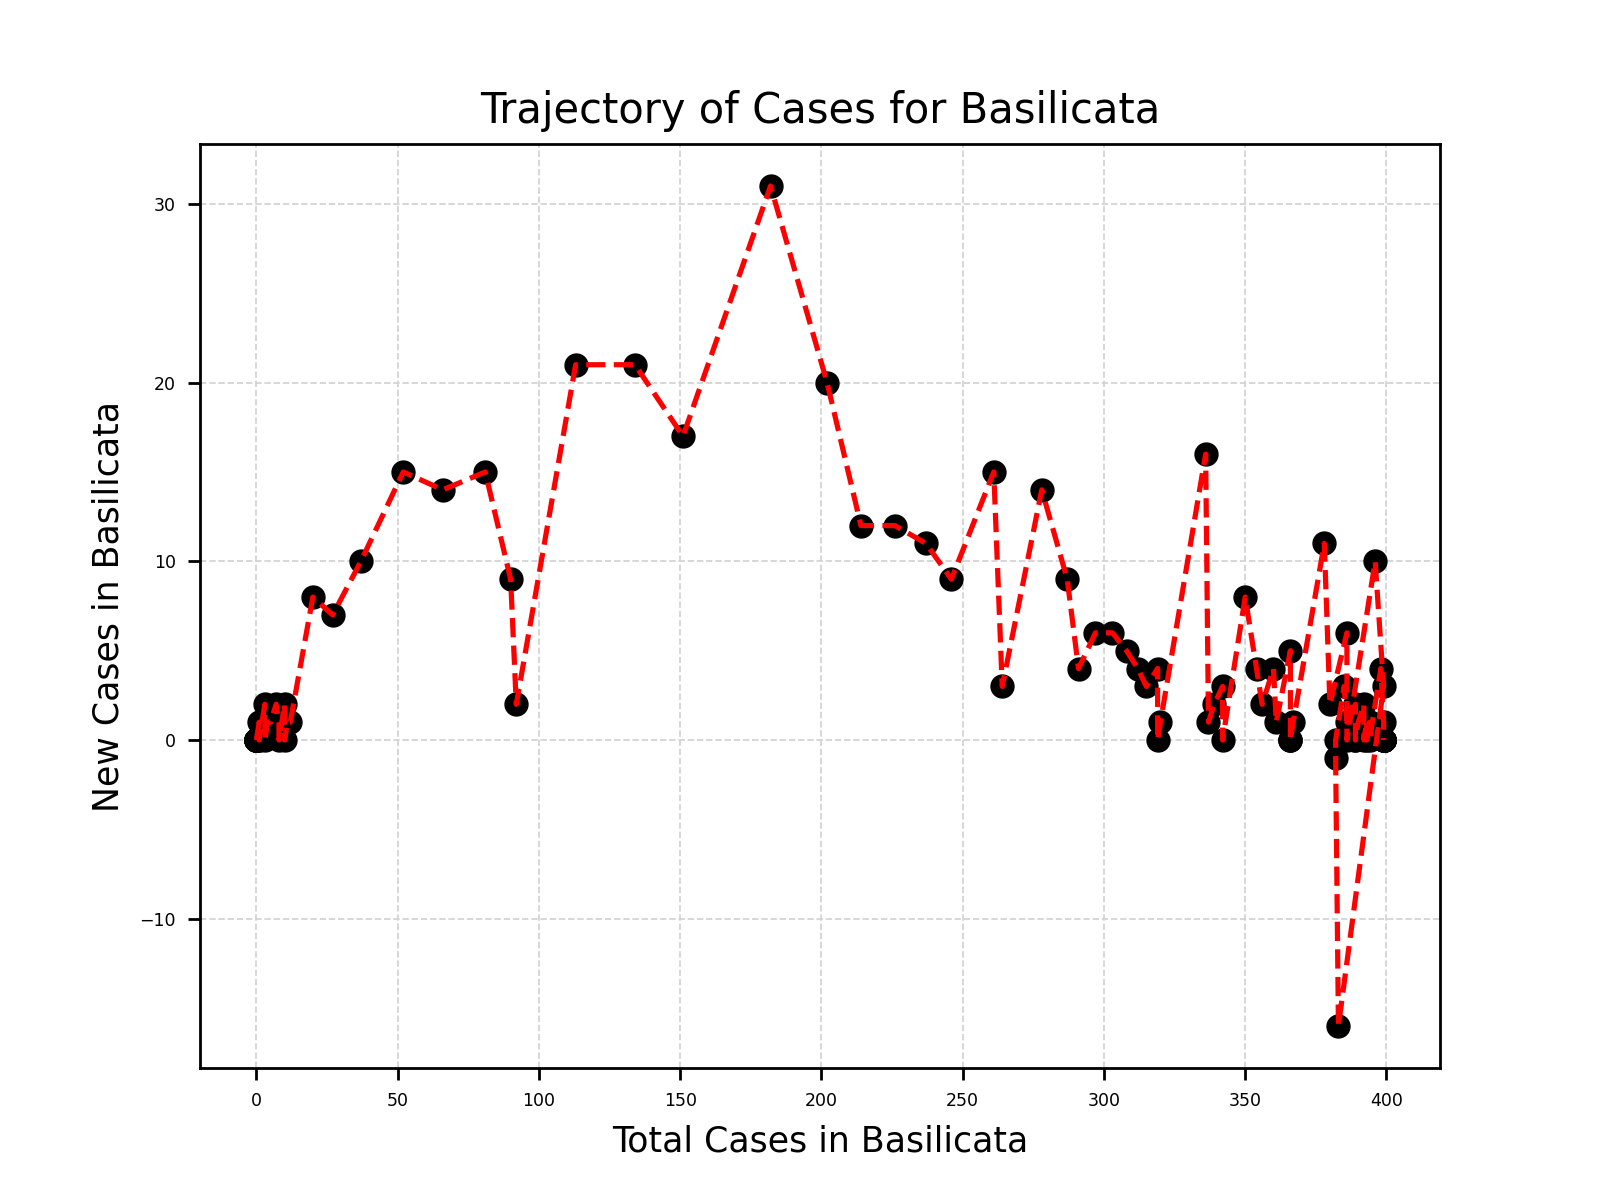 Trajectory of Cases for Basilicata
New Cases in Basilicata
30
20
10
0
−10
0 50 100 150 200 250 300 350 400
Total Cases in Basilicata